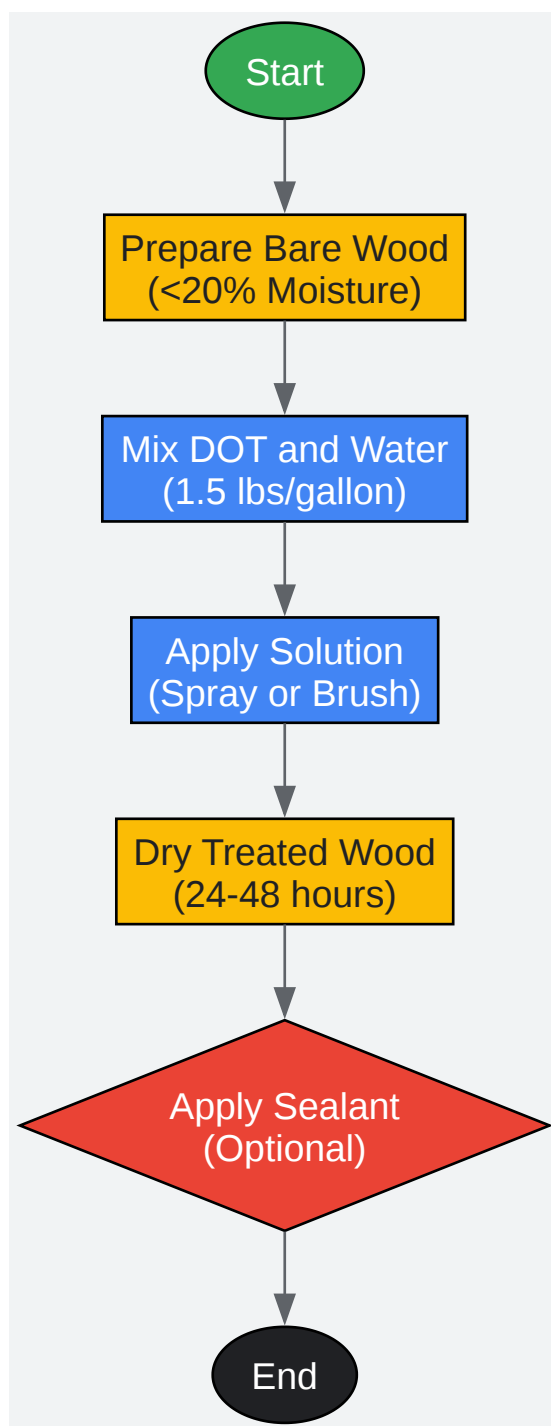 Start
Prepare Bare Wood
(<20% Moisture)
Mix DOT and Water
(1.5 lbs/gallon)
Apply Solution
(Spray or Brush)
Dry Treated Wood
(24-48 hours)
Apply Sealant
(Optional)
End